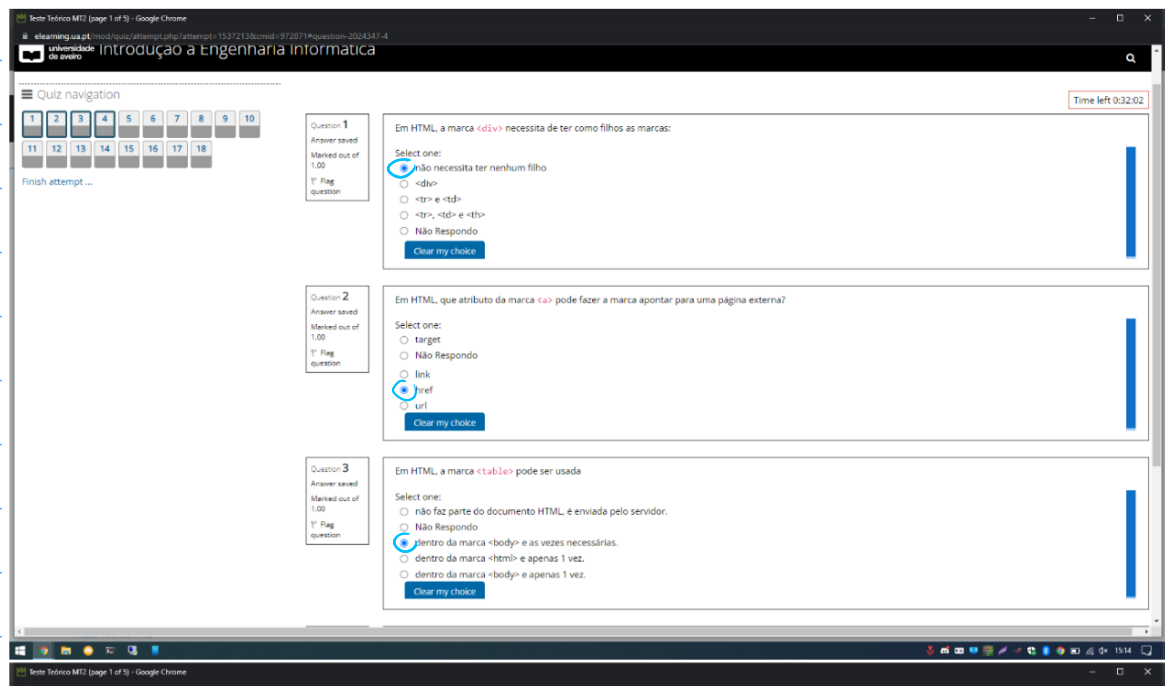 Teste Teórico MT2 (page 1 of 5) - Google Chrome
elearning.ua.pt/mod/quiz/attempt.php?attempt=1537213&cmid=972871#question-2024347-4
universidade de aveiro
Introdução à Engenharia Informática
Quiz navigation
Time left 0:32:02
1 2 3 4 5 6 7 8 9 10
11 12 13 14 15 16 17 18
Finish attempt ...
Question 1
Answer saved
Marked out of
1,00
Flag
question
Em HTML, a marca <div> necessita de ter como filhos as marcas:
Select one:
não necessita ter nenhum filho
<div>
<tr> e <td>
<tr>, <td> e <th>
Não Respondo
Clear my choice
Question 2
Answer saved
Marked out of
1,00
Flag
question
Em HTML, que atributo da marca <a> pode fazer a marca apontar para uma página externa?
Select one:
target
Não Respondo
link
href
url
Clear my choice
Question 3
Answer saved
Marked out of
1,00
Flag
question
Em HTML, a marca <table> pode ser usada
Select one:
não faz parte do documento HTML, é enviada pelo servidor.
Não Respondo
dentro da marca <body> e as vezes necessárias.
dentro da marca <html> e apenas 1 vez.
dentro da marca <body> e apenas 1 vez.
Clear my choice
15:14
Teste Teórico MT2 (page 1 of 5) - Google Chrome